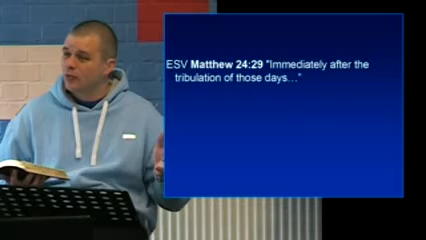 ESV Matthew 24:29 "Immediately after the
tribulation of those days…"